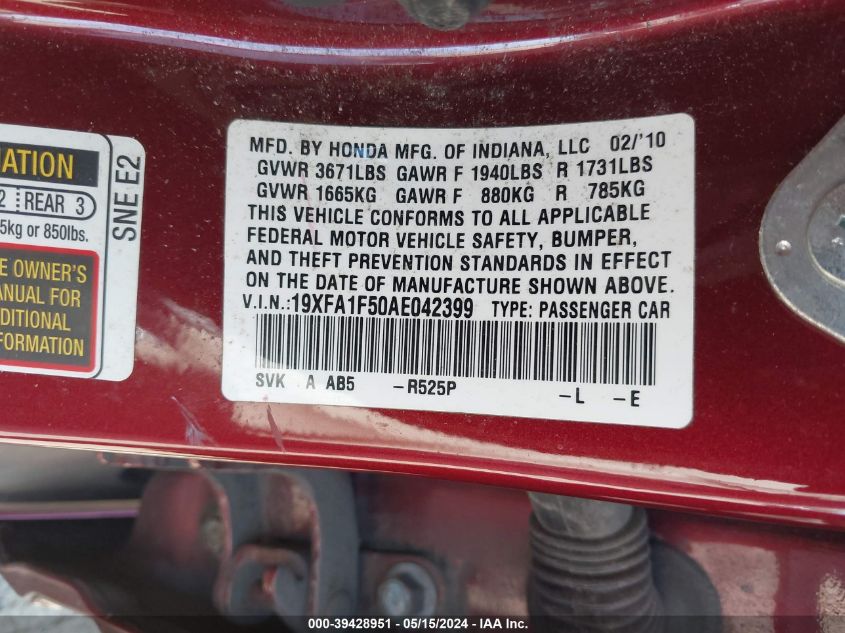 MFD. BY HONDA MFG. OF INDIANA, LLC 02/'10
GVWR 3671LBS GAWR F 1940LBS R 1731LBS
GVWR 1665KG GAWR F 880KG R 785KG
THIS VEHICLE CONFORMS TO ALL APPLICABLE
FEDERAL MOTOR VEHICLE SAFETY, BUMPER,
AND THEFT PREVENTION STANDARDS IN EFFECT
ON THE DATE OF MANUFACTURE SHOWN ABOVE.
V.I.N.:19XFA1F50AE042399 TYPE: PASSENGER CAR
SVK A AB5 -R525P -L -E
MATION
2 REAR 3
5kg or 850lbs.
E OWNER'S
ANUAL FOR
DDITIONAL
FORMATION
SNE E2
000-39428951 - 05/15/2024 - IAA Inc.